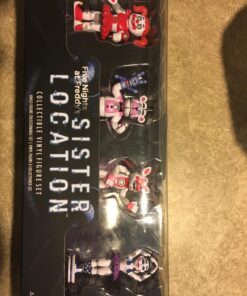 Five Nights
at Freddy's
SISTER
LOCATION
COLLECTIBLE VINYL FIGURE SET